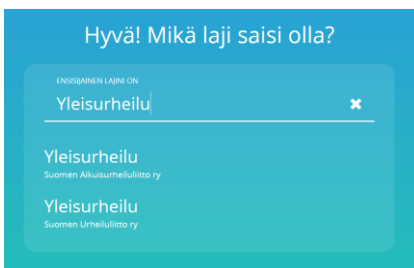 Hyvä! Mikä laji saisi olla?
ENSISIJAINEN LAJINI ON
Yleisurheilu
Yleisurheilu
Suomen Aikuisurheiluliitto ry
Yleisurheilu
Suomen Urheiluliitto ry